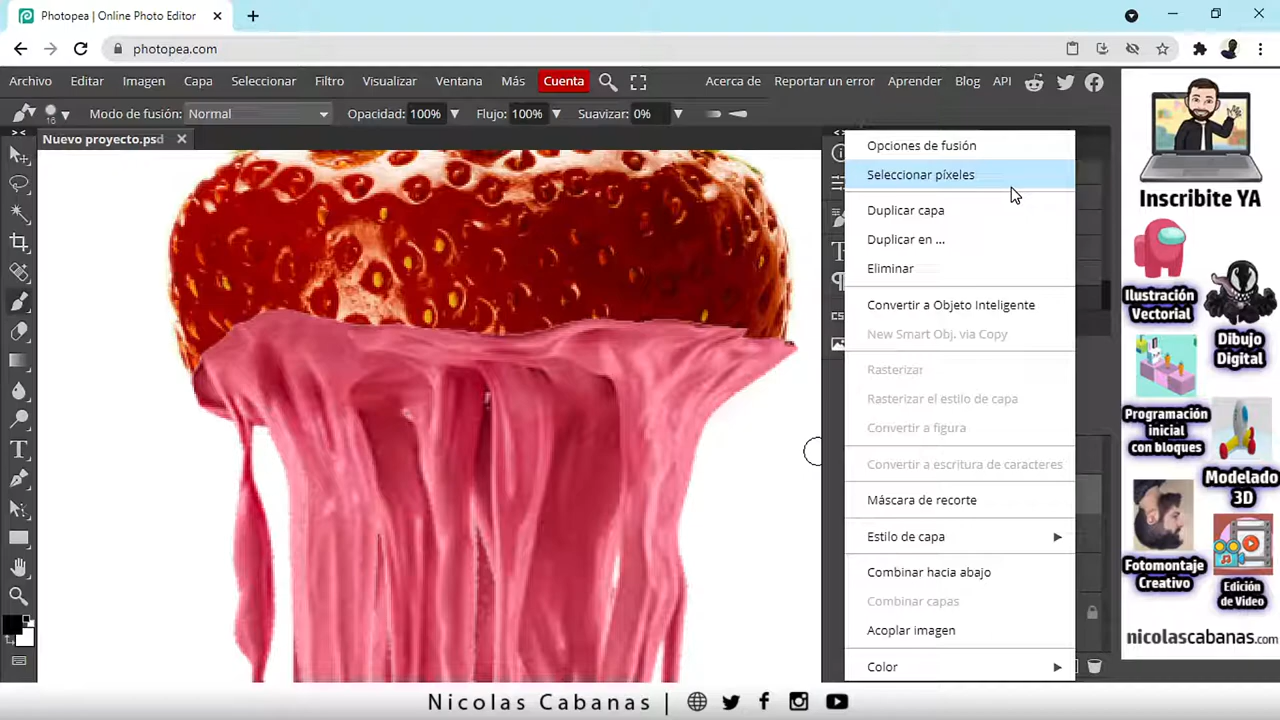 Photopea | Online Photo Editor
photopea.com
Archivo Editar Imagen Capa Seleccionar Filtro Visualizar Ventana Más Cuenta Acerca de Reportar un error Aprender Blog API
16 Modo de fusión: Normal Opacidad: 100% Flujo: 100% Suavizar: 0%
Nuevo proyecto.psd
Opciones de fusión
Seleccionar píxeles
Duplicar capa
Duplicar en ...
Eliminar
Convertir a Objeto Inteligente
New Smart Obj. via Copy
Rasterizar
Rasterizar el estilo de capa
Convertir a figura
Convertir a escritura de caracteres
Máscara de recorte
Estilo de capa
Combinar hacia abajo
Combinar capas
Acoplar imagen
Color
Inscribite YA
Ilustración
Vectorial
Dibujo
Digital
Programación
inicial
con bloques
Modelado
3D
Fotomontaje
Creativo
Edición
de Video
nicolascabanas.com
Nicolas Cabanas |